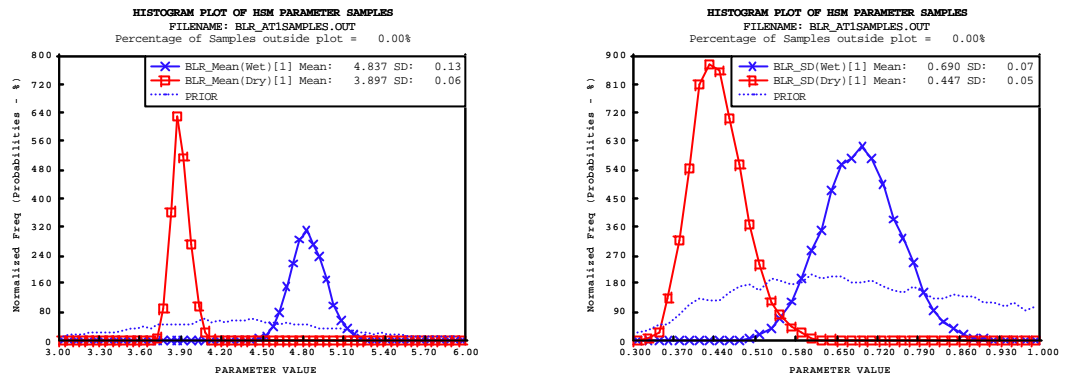 HISTOGRAM PLOT OF HSM PARAMETER SAMPLES
FILENAME: BLR_AT1SAMPLES.OUT
Percentage of Samples outside plot = 0.00%
BLR_Mean(Wet)[1] Mean: 4.837 SD: 0.13
BLR_Mean(Dry)[1] Mean: 3.897 SD: 0.06
PRIOR
Normalized Freq (Probabilities - %)
800
720
640
560
480
400
320
240
160
80
0
3.00 3.30 3.60 3.90 4.20 4.50 4.80 5.10 5.40 5.70 6.00
PARAMETER VALUE
HISTOGRAM PLOT OF HSM PARAMETER SAMPLES
FILENAME: BLR_AT1SAMPLES.OUT
Percentage of Samples outside plot = 0.00%
BLR_SD(Wet)[1] Mean: 0.690 SD: 0.07
BLR_SD(Dry)[1] Mean: 0.447 SD: 0.05
PRIOR
Normalized Freq (Probabilities - %)
900
810
720
630
540
450
360
270
180
90
0
0.300 0.370 0.440 0.510 0.580 0.650 0.720 0.790 0.860 0.930 1.000
PARAMETER VALUE